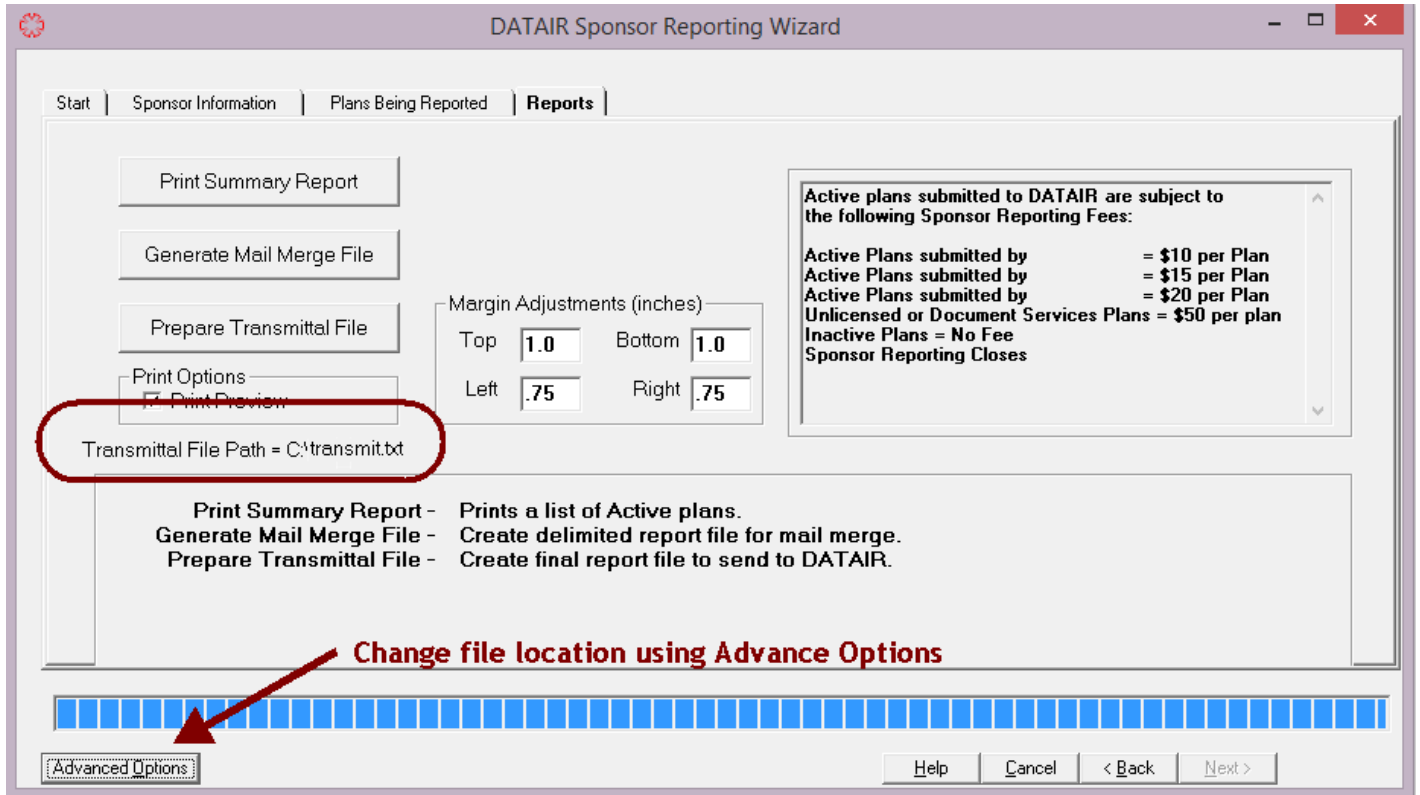 DATAIR Sponsor Reporting Wizard
Start
Sponsor Information
Plans Being Reported
Reports
Print Summary Report
Generate Mail Merge File
Prepare Transmittal File
Print Options
Print Preview
Transmittal File Path = C:\transmit.txt
Margin Adjustments (inches)
Top 1.0 Bottom 1.0
Left .75 Right .75
Active plans submitted to DATAIR are subject to
the following Sponsor Reporting Fees:
Active Plans submitted by = $10 per Plan
Active Plans submitted by = $15 per Plan
Active Plans submitted by = $20 per Plan
Unlicensed or Document Services Plans = $50 per plan
Inactive Plans = No Fee
Sponsor Reporting Closes
Print Summary Report - Prints a list of Active plans.
Generate Mail Merge File - Create delimited report file for mail merge.
Prepare Transmittal File - Create final report file to send to DATAIR.
Change file location using Advance Options
Advanced Options
Help
Cancel
< Back
Next >